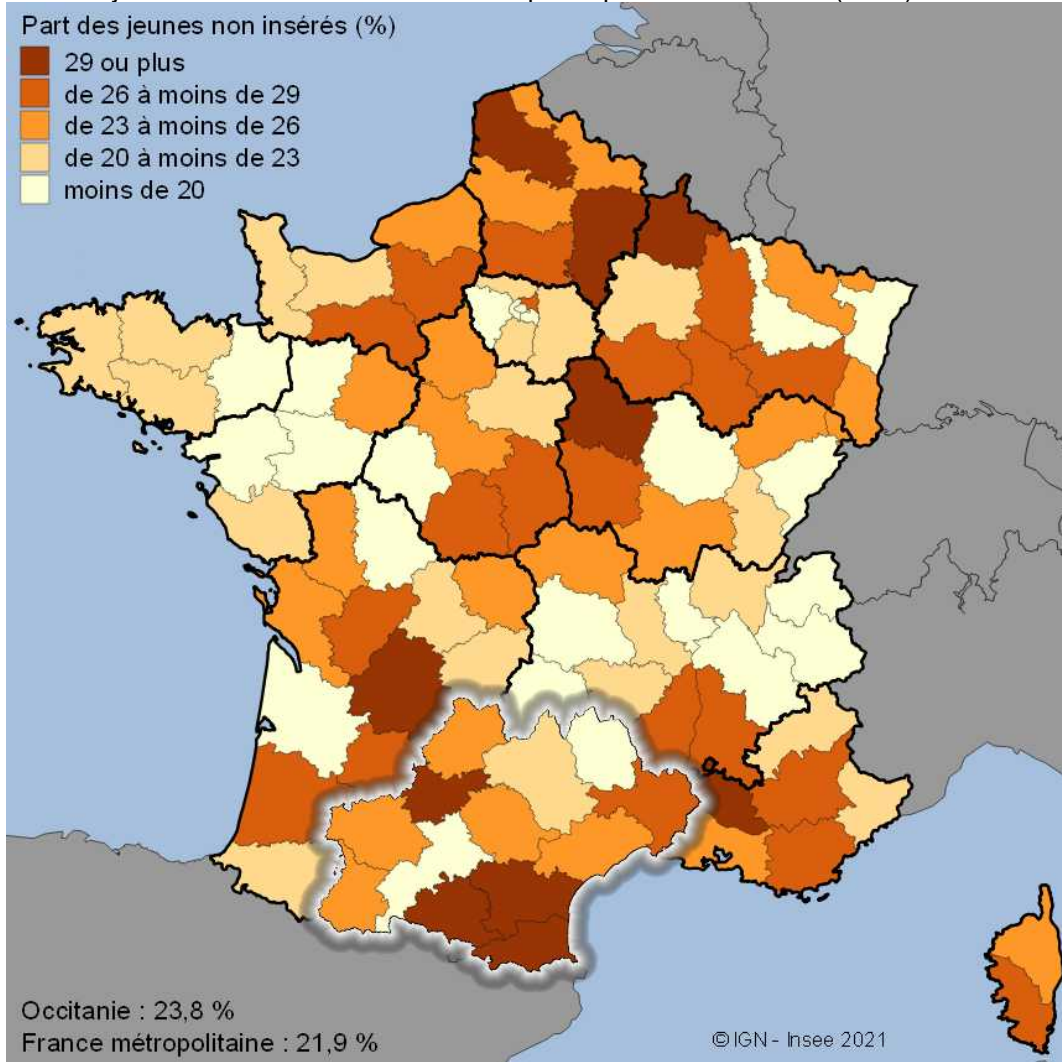 Part des jeunes non insérés (%)
29 ou plus
de 26 à moins de 29
de 23 à moins de 26
de 20 à moins de 23
moins de 20
Occitanie : 23,8 %
France métropolitaine : 21,9 %
©IGN - Insee 2021